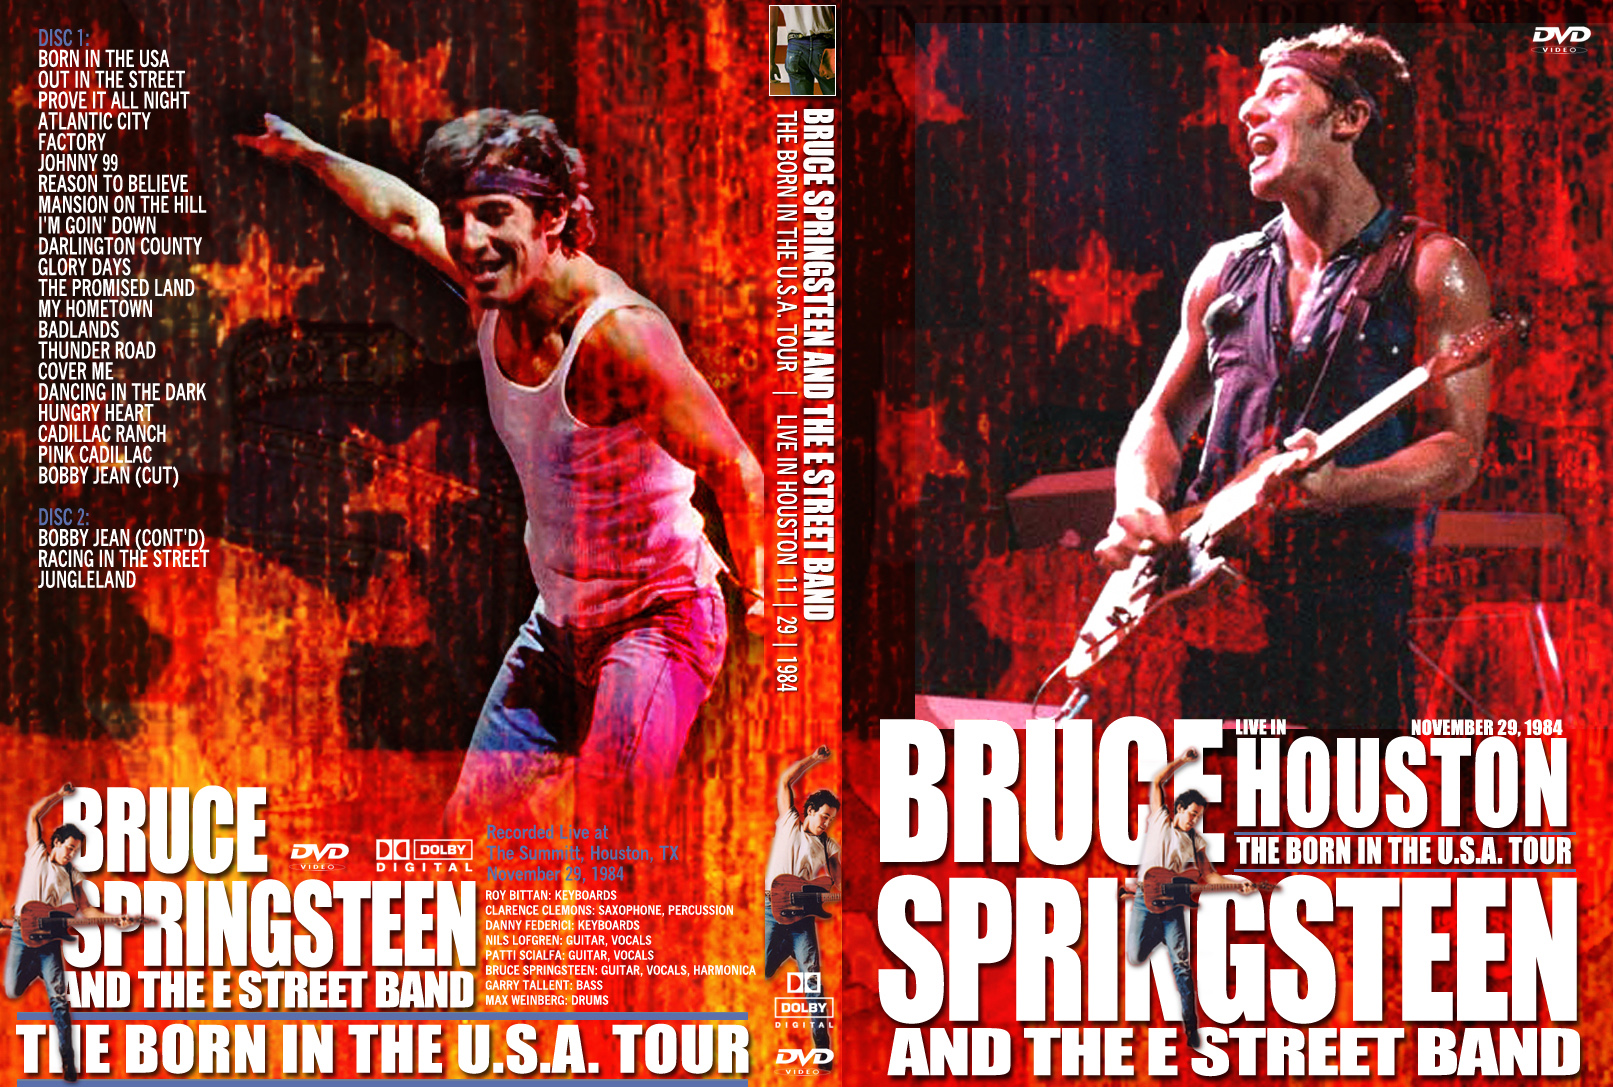 DISC 1:
BORN IN THE USA
OUT IN THE STREET
PROVE IT ALL NIGHT
ATLANTIC CITY
FACTORY
JOHNNY 99
REASON TO BELIEVE
MANSION ON THE HILL
I'M GOIN' DOWN
DARLINGTON COUNTY
GLORY DAYS
THE PROMISED LAND
MY HOMETOWN
BADLANDS
THUNDER ROAD
COVER ME
DANCING IN THE DARK
HUNGRY HEART
CADILLAC RANCH
PINK CADILLAC
BOBBY JEAN (CUT)
DISC 2:
BOBBY JEAN (CONT'D)
RACING IN THE STREET
JUNGLELAND
BRUCE
SPRINGSTEEN
AND THE E STREET BAND
THE BORN IN THE U.S.A. TOUR
DVD
VIDEO
DOLBY
DIGITAL
Recorded Live at
The Summitt, Houston, TX
November 29, 1984
ROY BITTAN: KEYBOARDS
CLARENCE CLEMONS: SAXOPHONE, PERCUSSION
DANNY FEDERICI: KEYBOARDS
NILS LOFGREN: GUITAR, VOCALS
PATTI SCIALFA: GUITAR, VOCALS
BRUCE SPRINGSTEEN: GUITAR, VOCALS, HARMONICA
GARRY TALLENT: BASS
MAX WEINBERG: DRUMS
BRUCE SPRINGSTEEN AND THE E STREET BAND
THE BORN IN THE U.S.A. TOUR | LIVE IN HOUSTON 11 | 29 | 1984
DOLBY
DIGITAL
DVD
VIDEO
DVD
VIDEO
BRUCE
LIVE IN
NOVEMBER 29, 1984
HOUSTON
THE BORN IN THE U.S.A. TOUR
SPRINGSTEEN
AND THE E STREET BAND